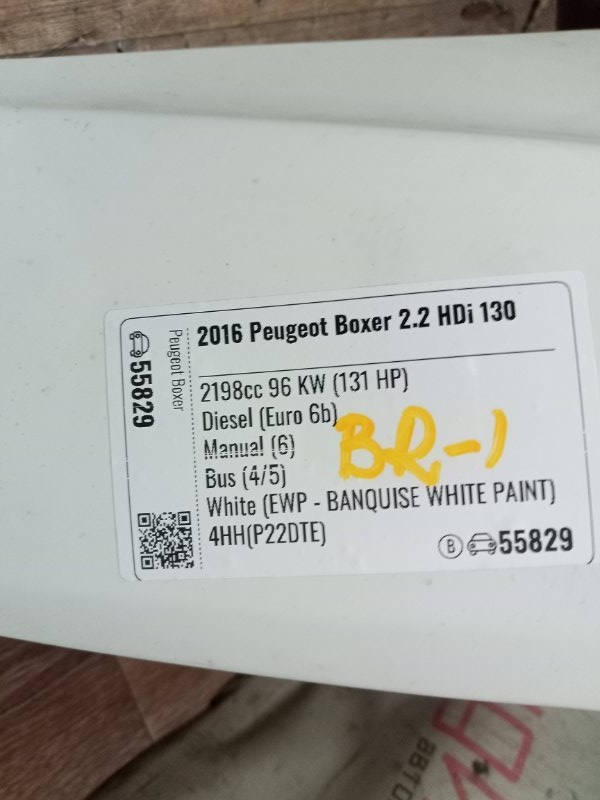 55829
Peugeot Boxer
2016 Peugeot Boxer 2.2 HDi 130
2198cc 96 KW (131 HP)
Diesel (Euro 6b)
Manual (6)
Bus (4/5)
White (EWP - BANQUISE WHITE PAINT)
4HH(P22DTE)
BR-1
B 55829